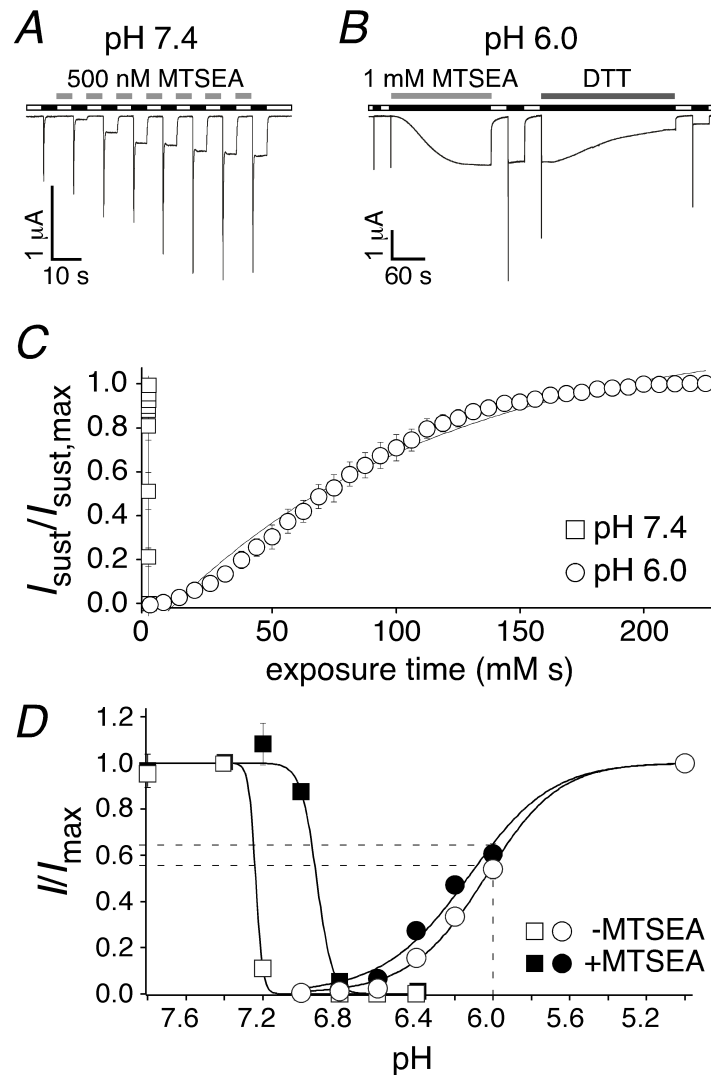 A
pH 7.4
500 nM MTSEA
1 µA
10 s
B
pH 6.0
1 mM MTSEA
DTT
1 µA
60 s
C
Isust/Isust,max
1.0
0.8
0.6
0.4
0.2
0.0
0
50
100
150
200
exposure time (mM s)
pH 7.4
pH 6.0
D
I/Imax
1.2
1.0
0.8
0.6
0.4
0.2
0.0
7.6
7.2
6.8
6.4
6.0
5.6
5.2
pH
-MTSEA
+MTSEA